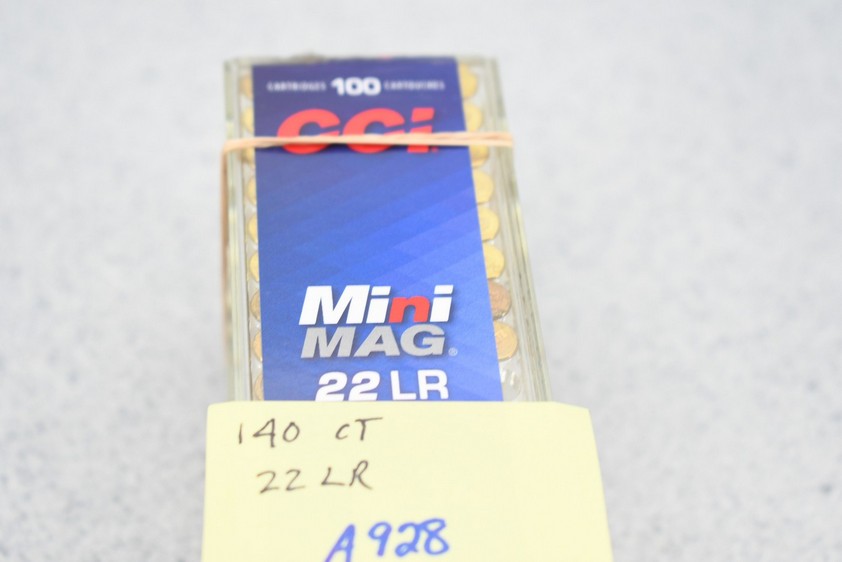 CARTRIDGES 100 CARTOUCHES
CCi.
Mini
MAG®
22 LR
140 CT
22 LR
A928